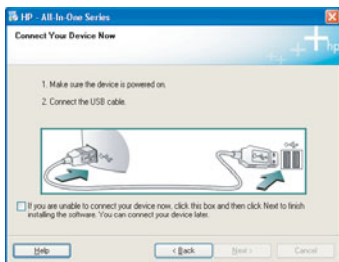 HP - All-In-One Series
Connect Your Device Now
hp
1. Make sure the device is powered on.
2. Connect the USB cable.
If you are unable to connect your device now, click this box and then click Next to finish
installing the software. You can connect your device later.
Help
< Back
Next >
Cancel